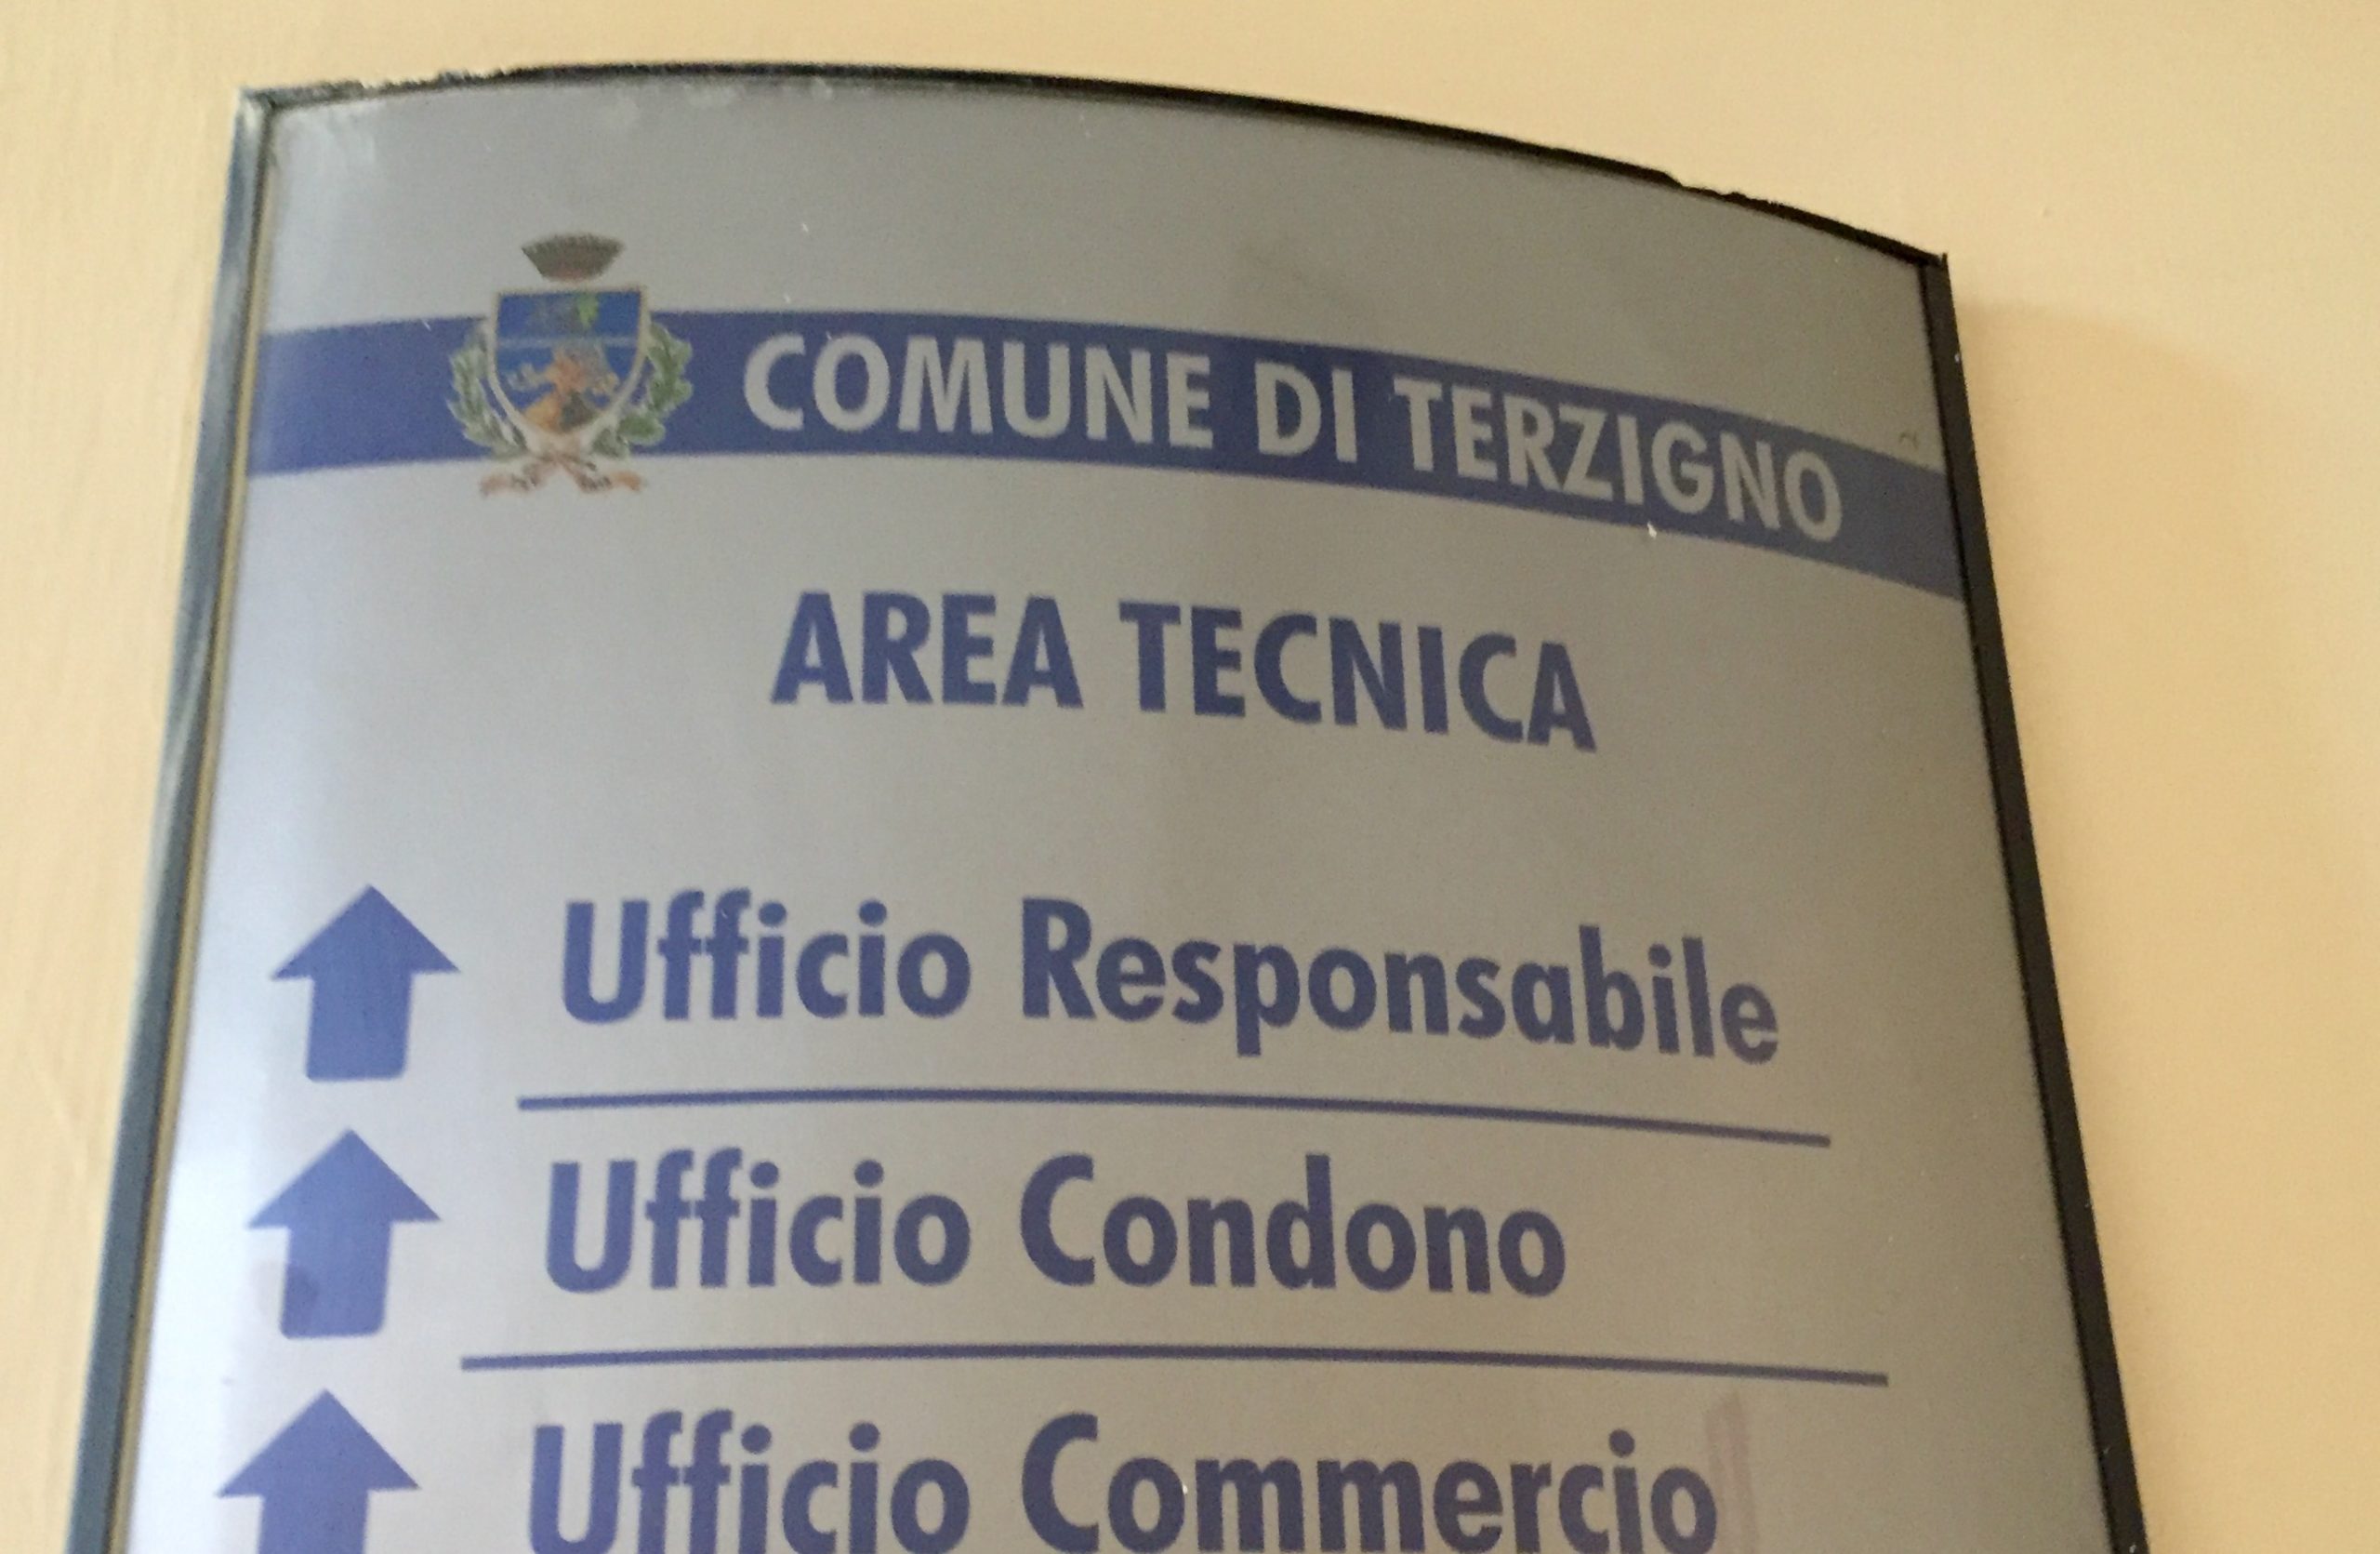 COMUNE DI TERZIGNO
AREA TECNICA
Ufficio Responsabile
Ufficio Condono
Ufficio Commercio